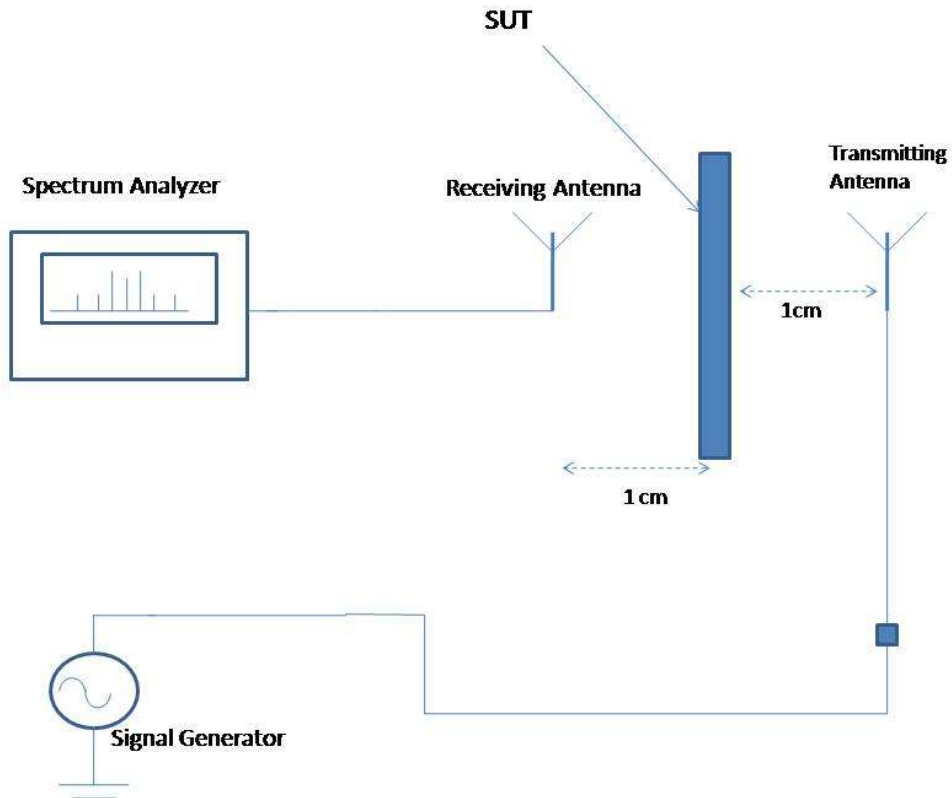 SUT
Transmitting
Antenna
Spectrum Analyzer
Receiving Antenna
1cm
1 cm
Signal Generator